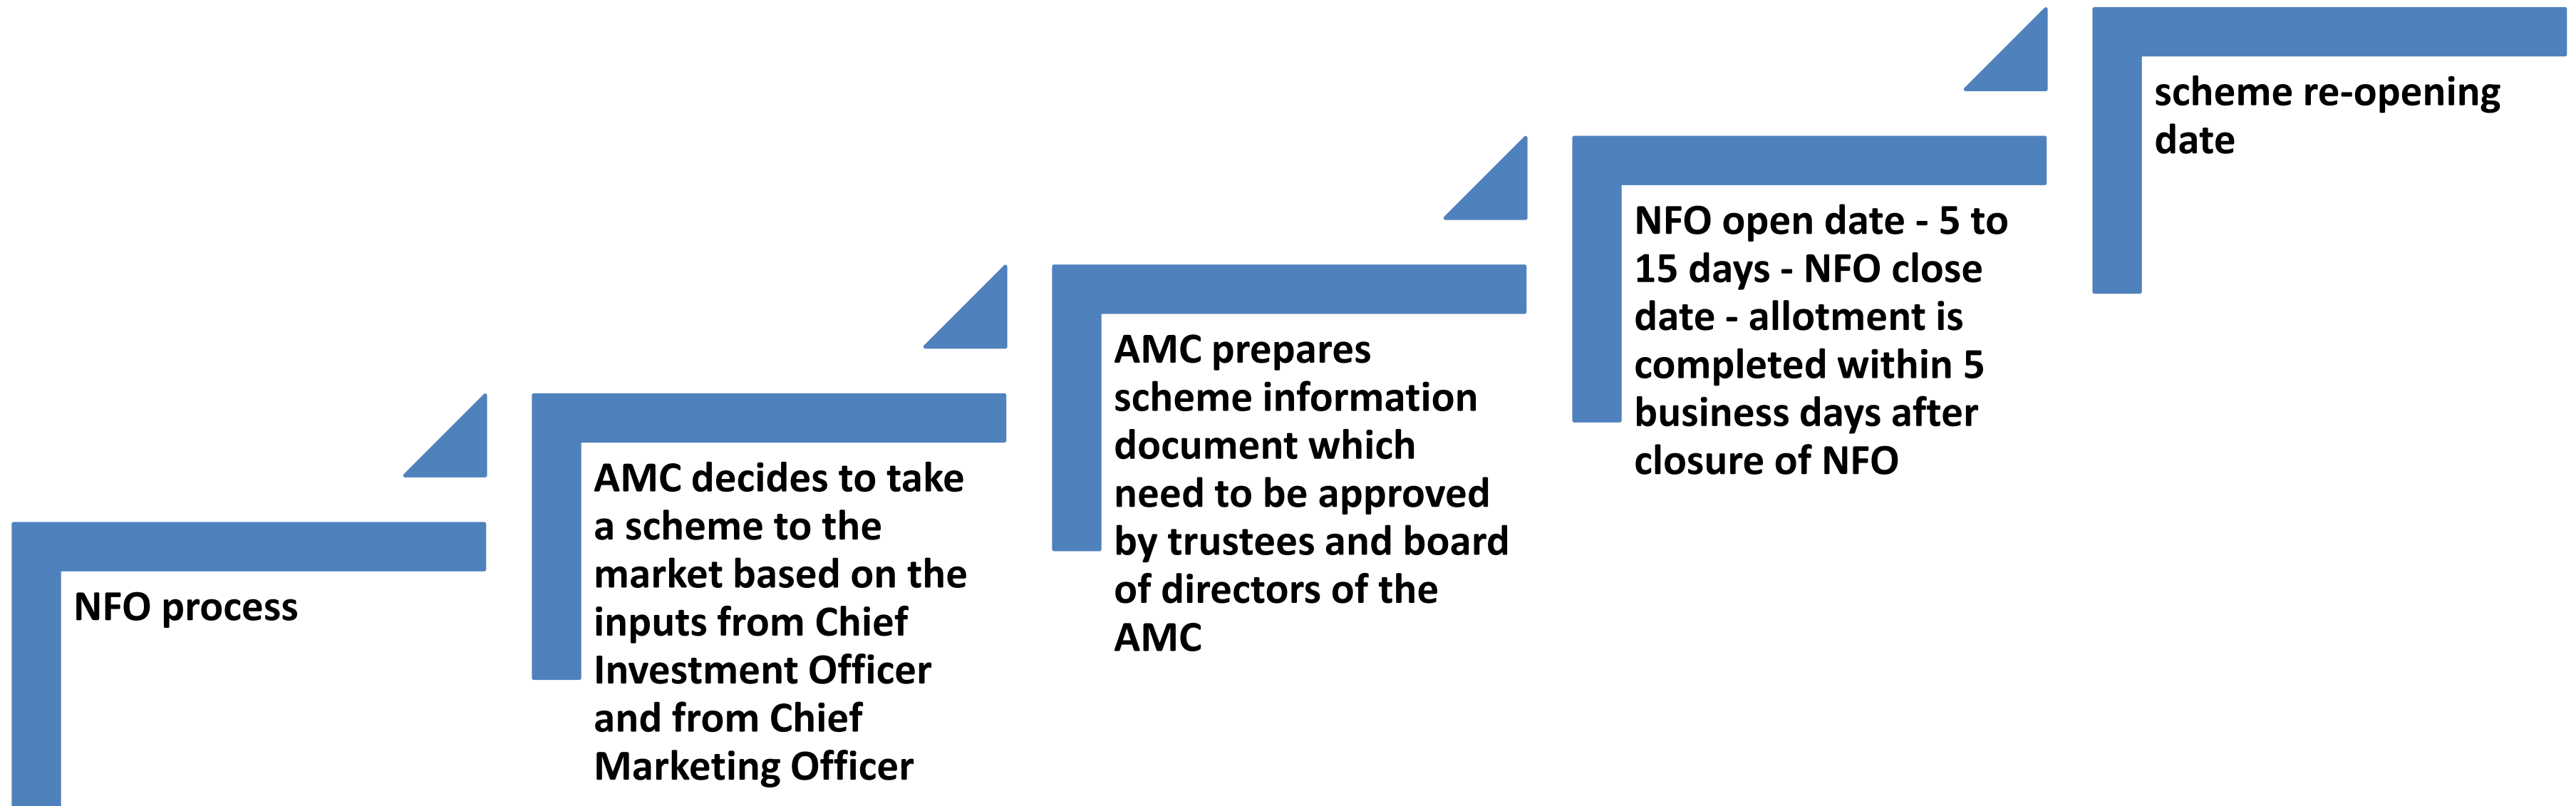 NFO process
AMC decides to take
a scheme to the
market based on the
inputs from Chief
Investment Officer
and from Chief
Marketing Officer
AMC prepares
scheme information
document which
need to be approved
by trustees and board
of directors of the
AMC
NFO open date - 5 to
15 days - NFO close
date - allotment is
completed within 5
business days after
closure of NFO
scheme re-opening
date